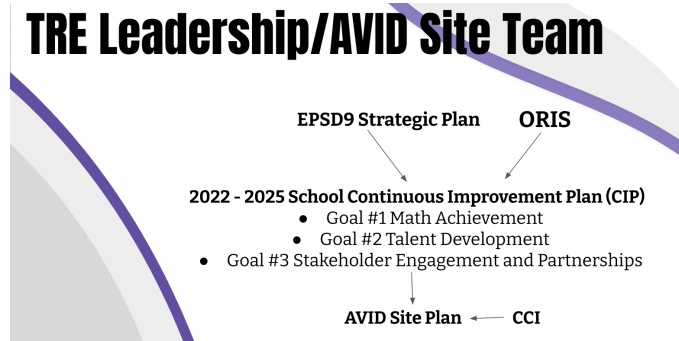 TRE Leadership/AVID Site Team
EPSD9 Strategic Plan ORIS
2022 - 2025 School Continuous Improvement Plan (CIP)
● Goal #1 Math Achievement
● Goal #2 Talent Development
● Goal #3 Stakeholder Engagement and Partnerships
AVID Site Plan CCI